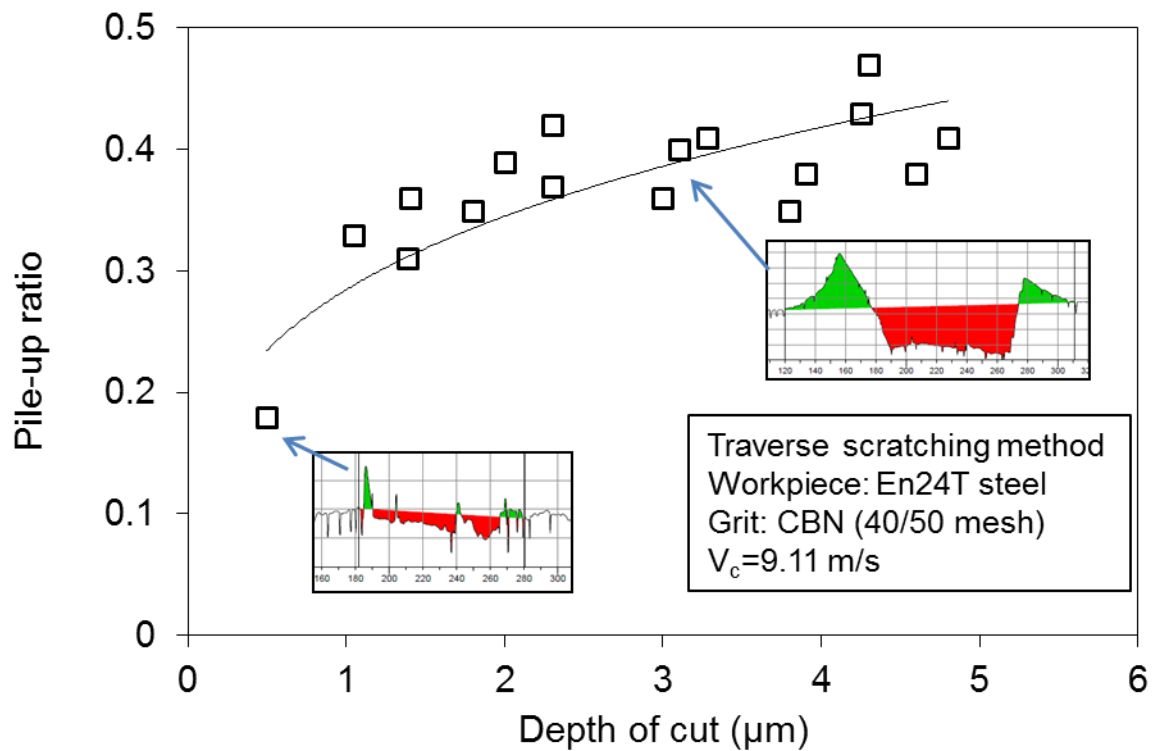 0.5
0.4
0.3
0.2
0.1
0
0 1 2 3 4 5 6
Pile-up ratio
Depth of cut (µm)
120 140 160 180 200 220 240 260 280 300 32
160 180 200 220 240 260 280 300
Traverse scratching method
Workpiece: En24T steel
Grit: CBN (40/50 mesh)
Vc=9.11 m/s